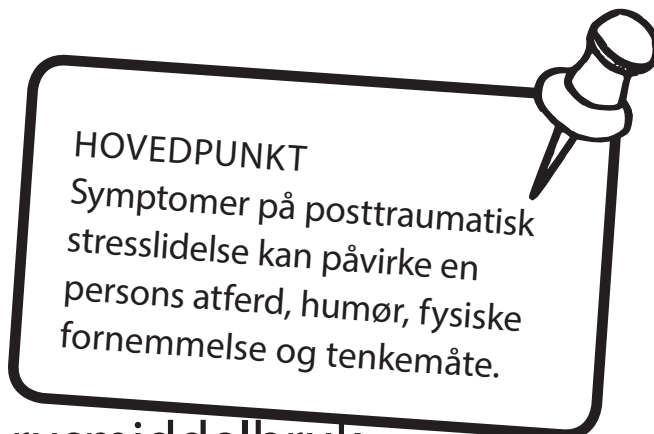 HOVEDPUNKT
Symptomer på posttraumatisk
stresslidelse kan påvirke en
persons atferd, humør, fysiske
fornemmelse og tenkemåte.